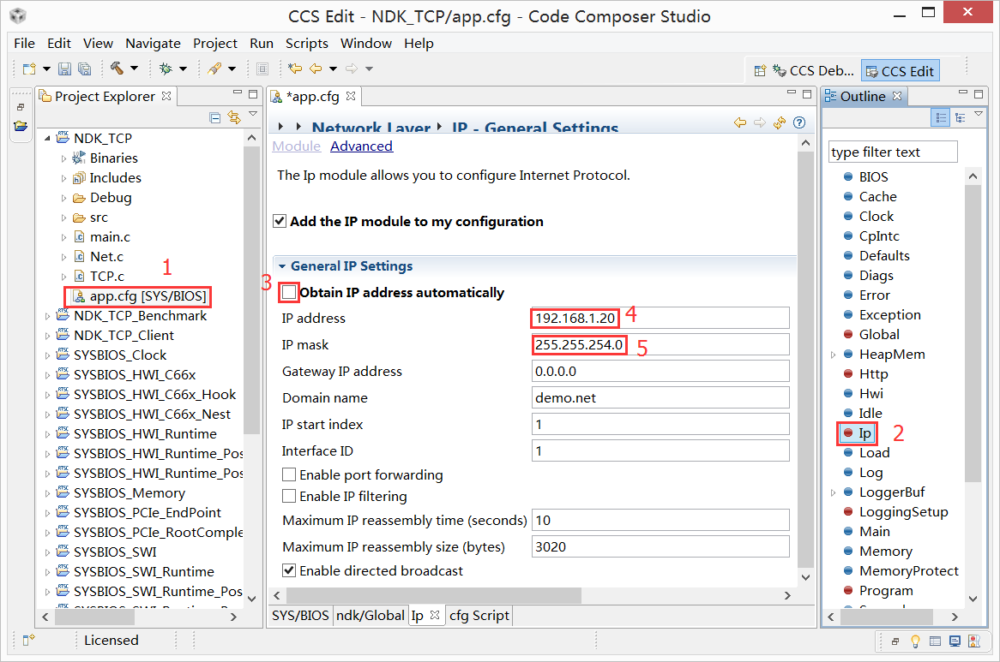 CCS Edit - NDK_TCP/app.cfg - Code Composer Studio
File Edit View Navigate Project Run Scripts Window Help
CCS Deb... CCS Edit
Project Explorer
NDK_TCP
Binaries
Includes
Debug
src
main.c
Net.c
TCP.c
1
app.cfg [SYS/BIOS]
NDK_TCP_Benchmark
NDK_TCP_Client
SYSBIOS_Clock
SYSBIOS_HWI_C66x
SYSBIOS_HWI_C66x_Hook
SYSBIOS_HWI_C66x_Nest
SYSBIOS_HWI_Runtime
SYSBIOS_HWI_Runtime_Pos
SYSBIOS_HWI_Runtime_Pos
SYSBIOS_Memory
SYSBIOS_PCIe_EndPoint
SYSBIOS_PCIe_RootComple
SYSBIOS_SWI
SYSBIOS_SWI_Runtime
SYSBIOS_SWI_Runtime_Pos
*app.cfg
Network Layer IP - General Settings
Module Advanced
The Ip module allows you to configure Internet Protocol.
Add the IP module to my configuration
General IP Settings
3 Obtain IP address automatically
IP address 192.168.1.20 4
IP mask 255.255.254.0 5
Gateway IP address 0.0.0.0
Domain name demo.net
IP start index 1
Interface ID 1
Enable port forwarding
Enable IP filtering
Maximum IP reassembly time (seconds) 10
Maximum IP reassembly size (bytes) 3020
Enable directed broadcast
SYS/BIOS ndk/Global Ip cfg Script
Outline
type filter text
BIOS
Cache
Clock
CpIntc
Defaults
Diags
Error
Exception
Global
HeapMem
Http
Hwi
Idle
Ip 2
Load
Log
LoggerBuf
LoggingSetup
Main
Memory
MemoryProtect
Program
Licensed